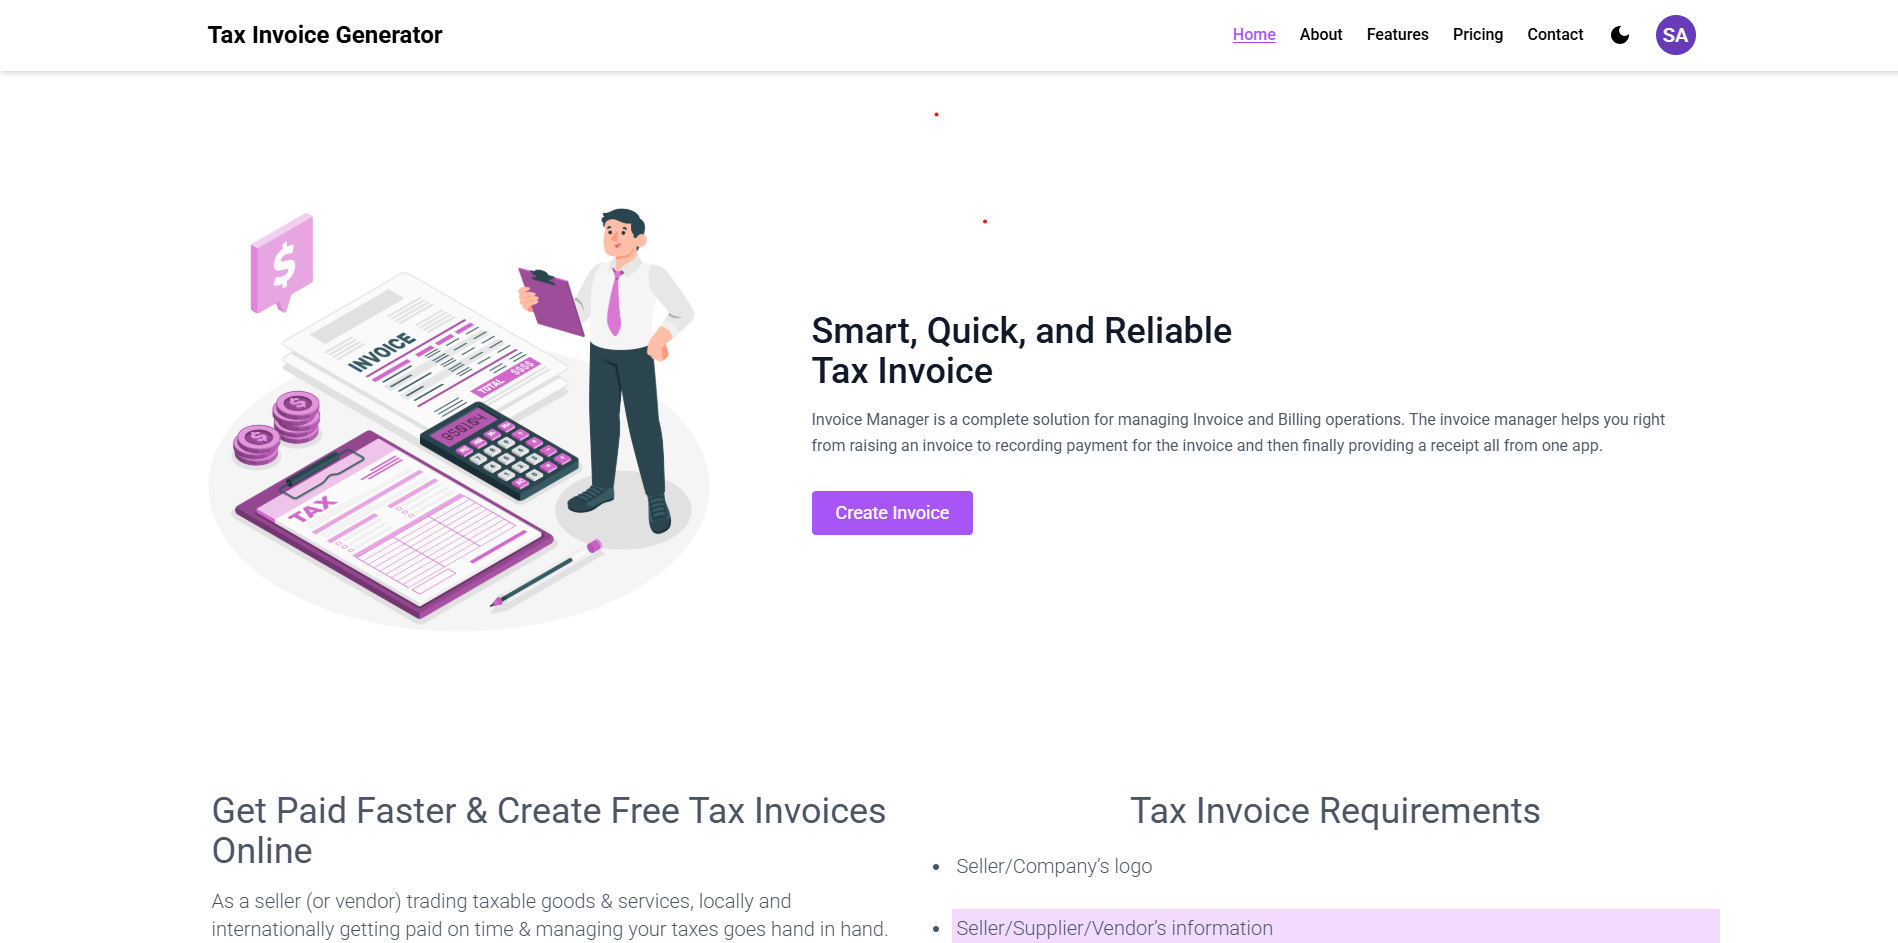 Tax Invoice Generator
Home About Features Pricing Contact SA
$
INVOICE
TOTAL $$$$
950104
TAX
Smart, Quick, and Reliable
Tax Invoice
Invoice Manager is a complete solution for managing Invoice and Billing operations. The invoice manager helps you right
from raising an invoice to recording payment for the invoice and then finally providing a receipt all from one app.
Create Invoice
Get Paid Faster & Create Free Tax Invoices
Online
As a seller (or vendor) trading taxable goods & services, locally and
internationally getting paid on time & managing your taxes goes hand in hand.
Tax Invoice Requirements
• Seller/Company’s logo
• Seller/Supplier/Vendor’s information